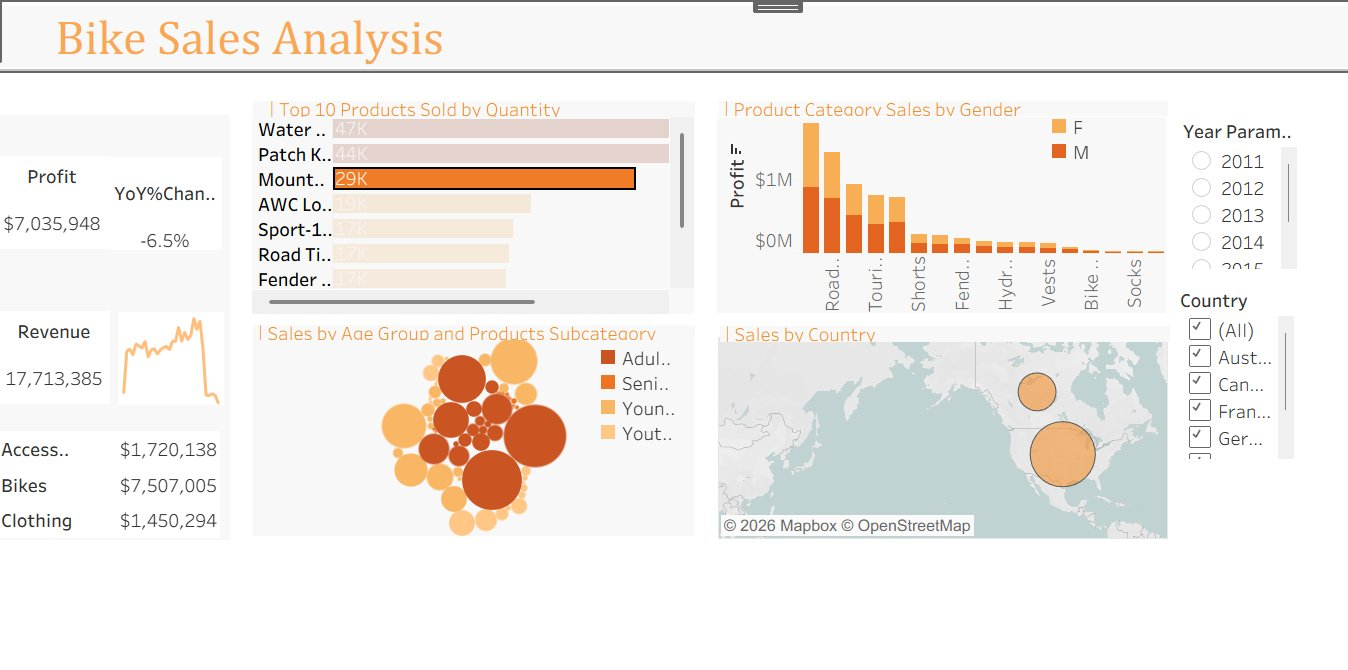 Bike Sales Analysis
Profit
$7,035,948
YoY%Chan..
-6.5%
Revenue
17,713,385
Access.. $1,720,138
Bikes $7,507,005
Clothing $1,450,294
| Top 10 Products Sold by Quantity
Water .. 47K
Patch K.. 44K
Mount.. 29K
AWC Lo.. 19K
Sport-1.. 17K
Road Ti.. 17K
Fender .. 17K
| Sales by Age Group and Products Subcategory
Adul..
Seni..
Youn..
Yout..
| Product Category Sales by Gender
F
M
Profit
$1M
$0M
Road..
Touri..
Shorts
Fend..
Hydr..
Vests
Bike ..
Socks
| Sales by Country
© 2026 Mapbox © OpenStreetMap
Year Param..
2011
2012
2013
2014
2015
Country
(All)
Aust...
Can...
Fran...
Ger...